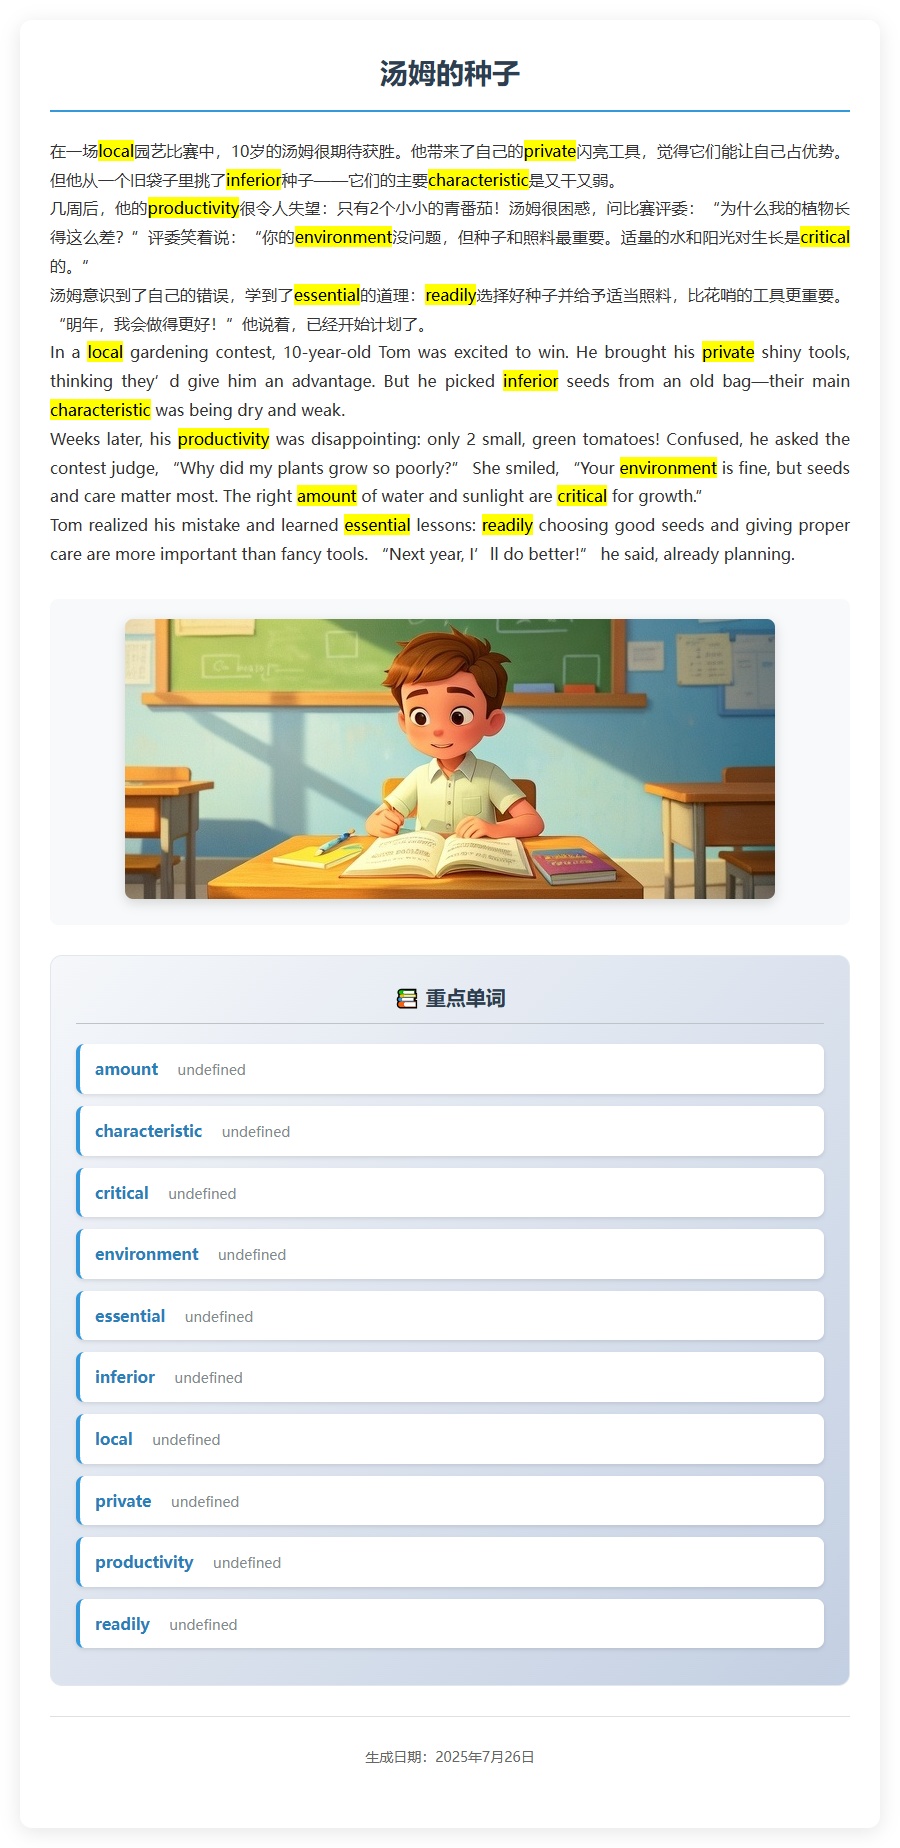 汤姆的种子
在一场local园艺比赛中，10岁的汤姆很期待获胜。他带来了自己的private闪亮工具，觉得它们能让自己占优势。
但他从一个旧袋子里挑了inferior种子——它们的主要characteristic是又干又弱。
几周后，他的productivity很令人失望：只有2个小小的青番茄！汤姆很困惑，问比赛评委：“为什么我的植物长
得这么差？”评委笑着说：“你的environment没问题，但种子和照料最重要。适量的水和阳光对生长是critical
的。”
汤姆意识到了自己的错误，学到了essential的道理：readily选择好种子并给予适当照料，比花哨的工具更重要。
“明年，我会做得更好！”他说着，已经开始计划了。
In a local gardening contest, 10-year-old Tom was excited to win. He brought his private shiny tools,
thinking they’d give him an advantage. But he picked inferior seeds from an old bag—their main
characteristic was being dry and weak.
Weeks later, his productivity was disappointing: only 2 small, green tomatoes! Confused, he asked the
contest judge, “Why did my plants grow so poorly?” She smiled, “Your environment is fine, but seeds
and care matter most. The right amount of water and sunlight are critical for growth.”
Tom realized his mistake and learned essential lessons: readily choosing good seeds and giving proper
care are more important than fancy tools. “Next year, I’ll do better!” he said, already planning.
📚 重点单词
amount undefined
characteristic undefined
critical undefined
environment undefined
essential undefined
inferior undefined
local undefined
private undefined
productivity undefined
readily undefined
生成日期：2025年7月26日